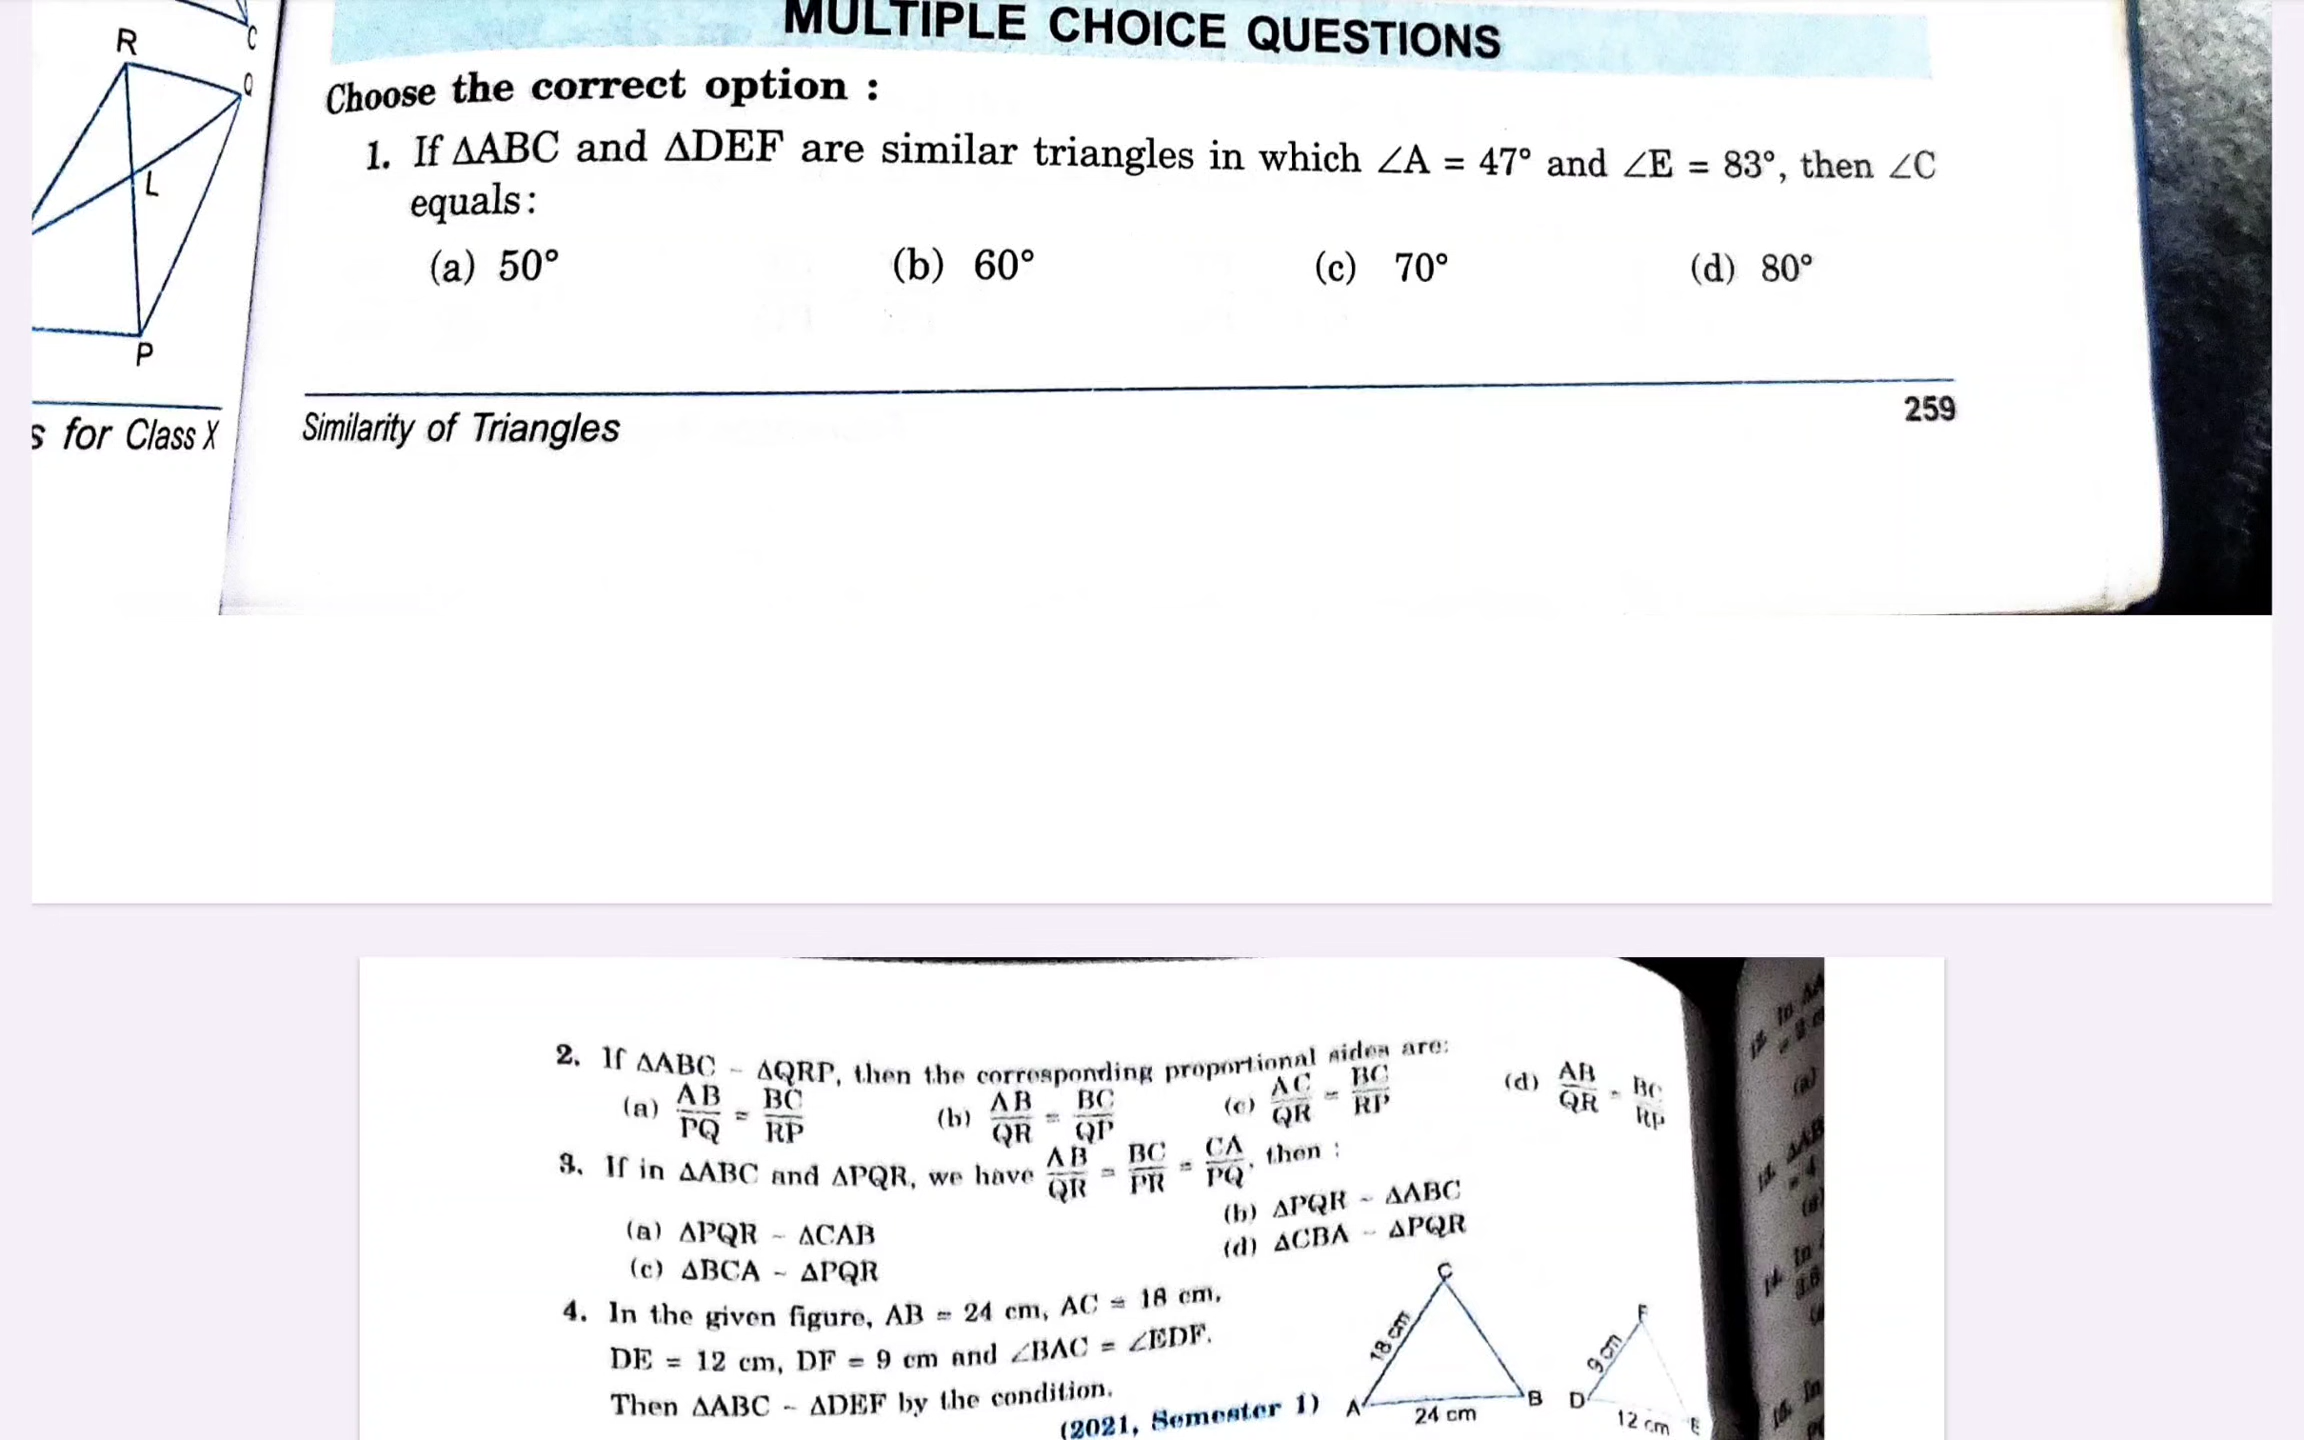 R
C
Q
L
P
s for Class X
MULTIPLE CHOICE QUESTIONS
Choose the correct option :
1. If ΔABC and ΔDEF are similar triangles in which ∠A = 47° and ∠E = 83°, then ∠C
equals:
(a) 50° (b) 60° (c) 70° (d) 80°
Similarity of Triangles 259
2. If ΔABC ~ ΔQRP, then the corresponding proportional sides are:
(a) AB/PQ = BC/RP (b) AB/QR = BC/QP (c) AC/QR = BC/RP (d) AB/QR = BC/RP
3. If in ΔABC and ΔPQR, we have AB/QR = BC/PR = CA/PQ, then :
(a) ΔPQR ~ ΔCAB (b) ΔPQR ~ ΔABC
(c) ΔBCA ~ ΔPQR (d) ΔCBA ~ ΔPQR
4. In the given figure, AB = 24 cm, AC = 18 cm,
DE = 12 cm, DF = 9 cm and ∠BAC = ∠EDF.
Then ΔABC ~ ΔDEF by the condition.
(2021, Semester 1)
C
18 cm
A
24 cm
B
F
9 cm
D
12 cm
E